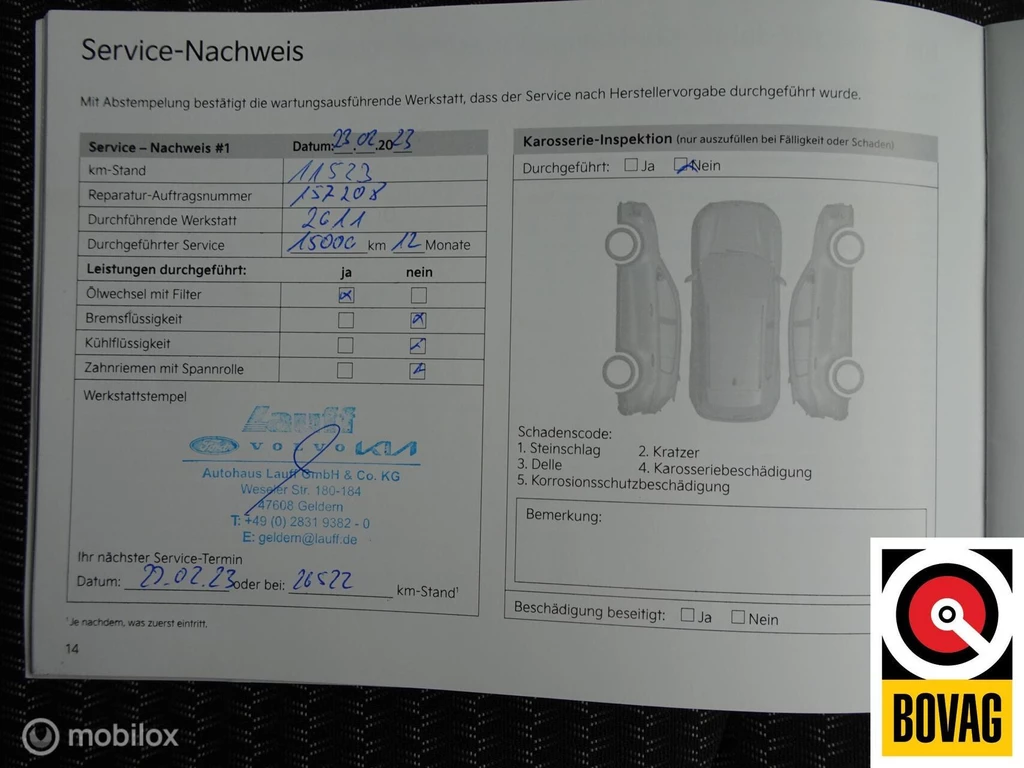 Service-Nachweis
Mit Abstempelung bestätigt die wartungsausführende Werkstatt, dass der Service nach Herstellervorgabe durchgeführt wurde.
Service – Nachweis #1 Datum: 23.02.2023
km-Stand 11523
Reparatur-Auftragsnummer 157208
Durchführende Werkstatt 2611
Durchgeführter Service 15000 km 12 Monate
Leistungen durchgeführt: ja nein
Ölwechsel mit Filter
Bremsflüssigkeit
Kühlflüssigkeit
Zahnriemen mit Spannrolle
Werkstattstempel
Lauff
Ford VOLVO KIA
Autohaus Lauff GmbH & Co. KG
Weseler Str. 180-184
47608 Geldern
T: +49 (0) 2831 9382 - 0
E: geldern@lauff.de
Ihr nächster Service-Termin
Datum: 23.02.23 oder bei: 26522 km-Stand¹
¹Je nachdem, was zuerst eintritt.
14
Karosserie-Inspektion (nur auszufüllen bei Fälligkeit oder Schaden)
Durchgeführt: Ja Nein
Schadenscode:
1. Steinschlag 2. Kratzer
3. Delle 4. Karosseriebeschädigung
5. Korrosionsschutzbeschädigung
Bemerkung:
Beschädigung beseitigt: Ja Nein
BOVAG
mobilox